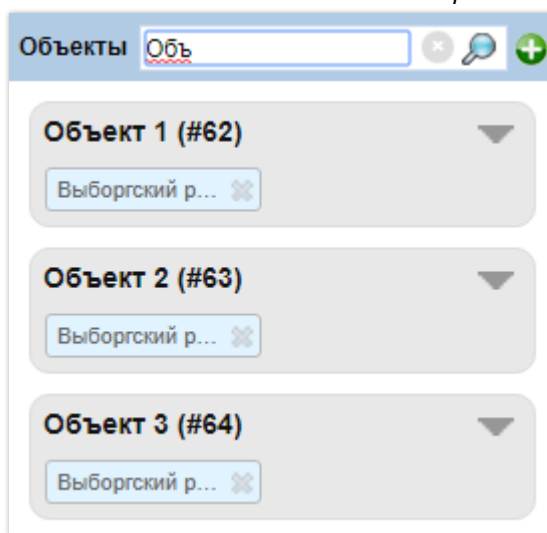 Объекты Объ
Объект 1 (#62)
Выборгский р...
Объект 2 (#63)
Выборгский р...
Объект 3 (#64)
Выборгский р...